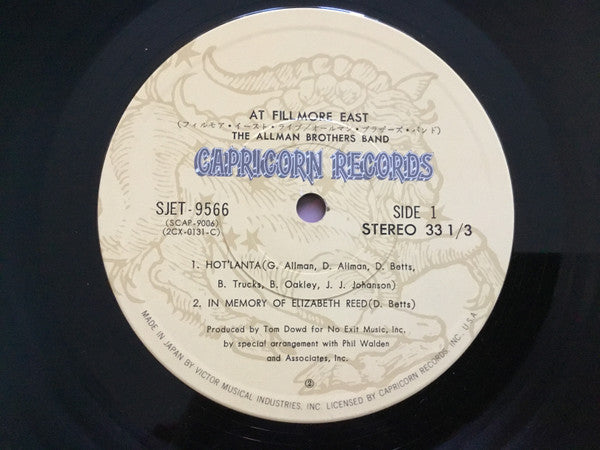 AT FILLMORE EAST
(フィルモア・イースト・ライヴ/オールマン・ブラザーズ・バンド)
THE ALLMAN BROTHERS BAND
CAPRICORN RECORDS
SJET-9566
(SCAP-9006)
(2CX-0131-C)
SIDE 1
STEREO 33 1/3
1. HOT'LANTA(G. Allman, D. Allman, D. Betts,
B. Trucks, B. Oakley, J. J. Johanson)
2. IN MEMORY OF ELIZABETH REED(D. Betts)
Produced by Tom Dowd for No Exit Music, Inc.
by special arrangement with Phil Walden
and Associates, Inc.
②
MADE IN JAPAN BY VICTOR MUSICAL INDUSTRIES, INC. LICENSED BY CAPRICORN RECORDS INC. U.S.A.